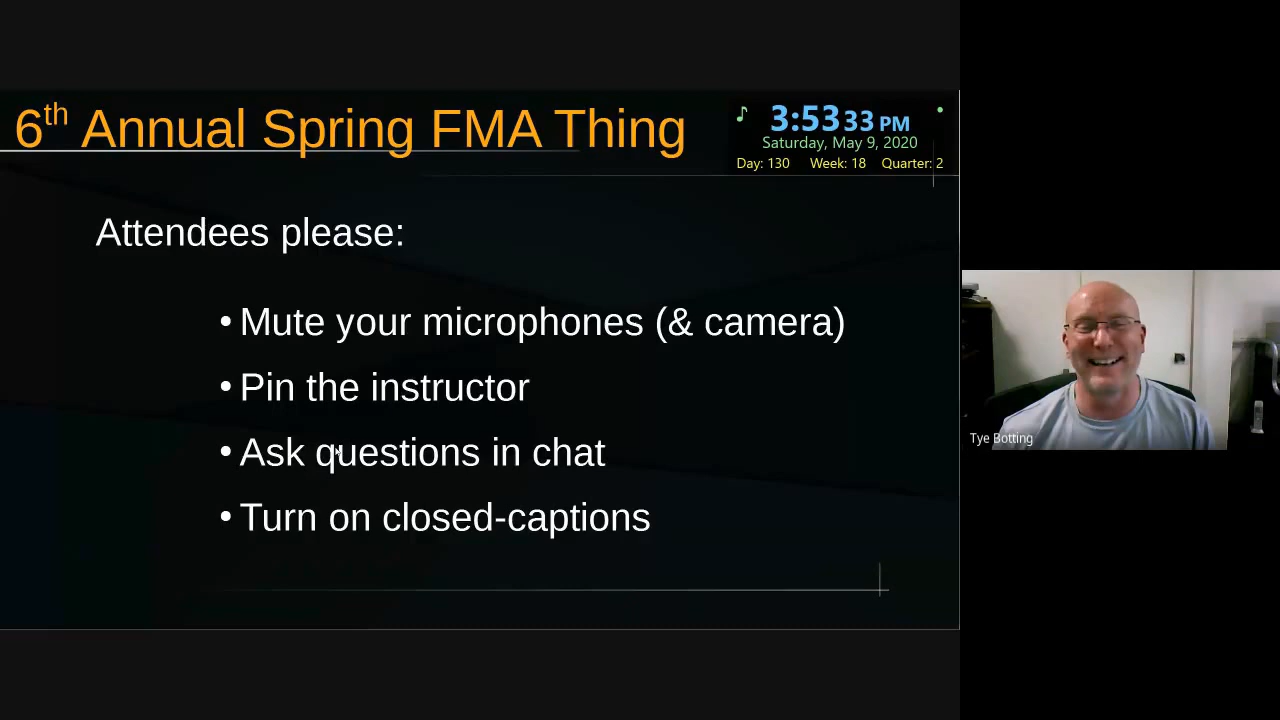 6th Annual Spring FMA Thing
3:53 33 PM
Saturday, May 9, 2020
Day: 130 Week: 18 Quarter: 2
Attendees please:
• Mute your microphones (& camera)
• Pin the instructor
• Ask questions in chat
• Turn on closed-captions
Tye Botting